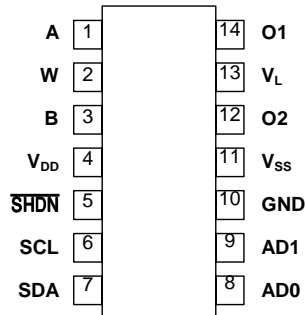 A 1 14 O1
W 2 13 VL
B 3 12 O2
VDD 4 11 VSS
SHDN 5 10 GND
SCL 6 9 AD1
SDA 7 8 AD0